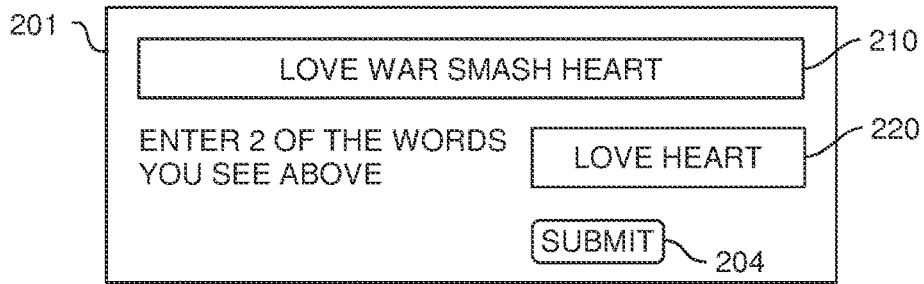 201
210
LOVE WAR SMASH HEART
ENTER 2 OF THE WORDS
YOU SEE ABOVE
220
LOVE HEART
SUBMIT
204